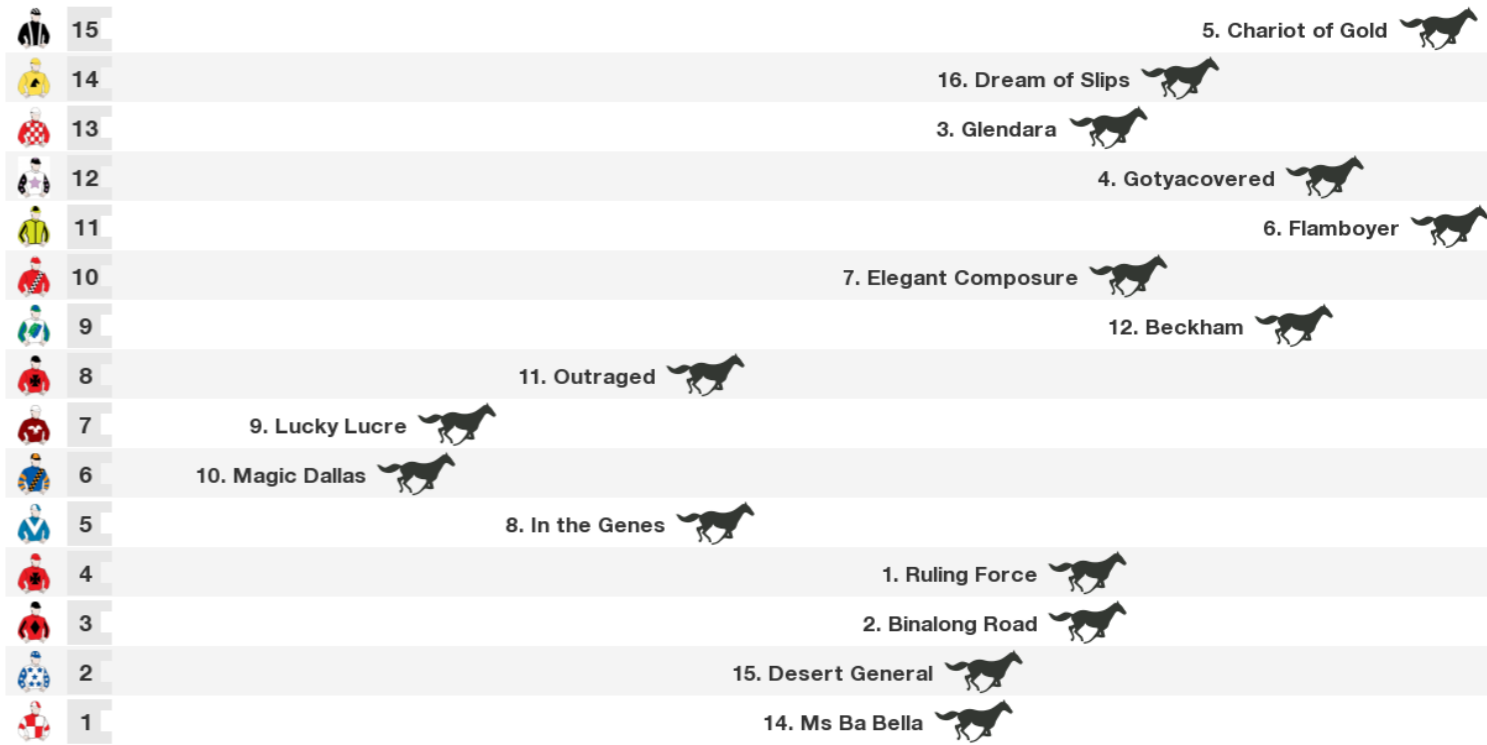 15 5. Chariot of Gold
14 16. Dream of Slips
13 3. Glendara
12 4. Gotyacovered
11 6. Flamboyer
10 7. Elegant Composure
9 12. Beckham
8 11. Outraged
7 9. Lucky Lucre
6 10. Magic Dallas
5 8. In the Genes
4 1. Ruling Force
3 2. Binalong Road
2 15. Desert General
1 14. Ms Ba Bella